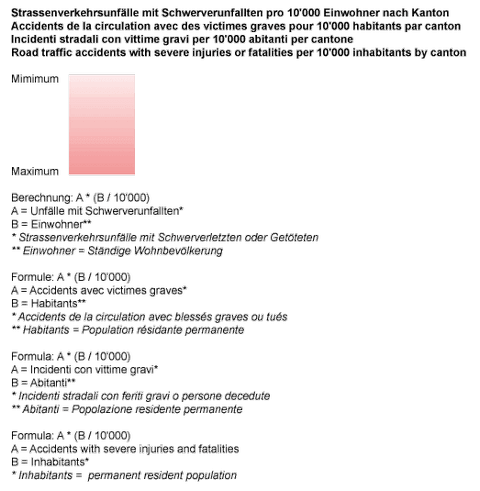 Strassenverkehrsunfälle mit Schwerverunfallten pro 10'000 Einwohner nach Kanton
Accidents de la circulation avec des victimes graves pour 10'000 habitants par canton
Incidenti stradali con vittime gravi per 10'000 abitanti per cantone
Road traffic accidents with severe injuries or fatalities per 10'000 inhabitants by canton
Mimimum
Maximum
Berechnung: A * (B / 10'000)
A = Unfälle mit Schwerverunfallten*
B = Einwohner**
* Strassenverkehrsunfälle mit Schwerverletzten oder Getöteten
** Einwohner = Ständige Wohnbevölkerung
Formule: A * (B / 10'000)
A = Accidents avec victimes graves*
B = Habitants**
* Accidents de la circulation avec blessés graves ou tués
** Habitants = Population résidante permanente
Formula: A * (B / 10'000)
A = Incidenti con vittime gravi*
B = Abitanti**
* Incidenti stradali con feriti gravi o persone decedute
** Abitanti = Popolazione residente permanente
Formula: A * (B / 10'000)
A = Accidents with severe injuries and fatalities
B = Inhabitants*
* Inhabitants = permanent resident population